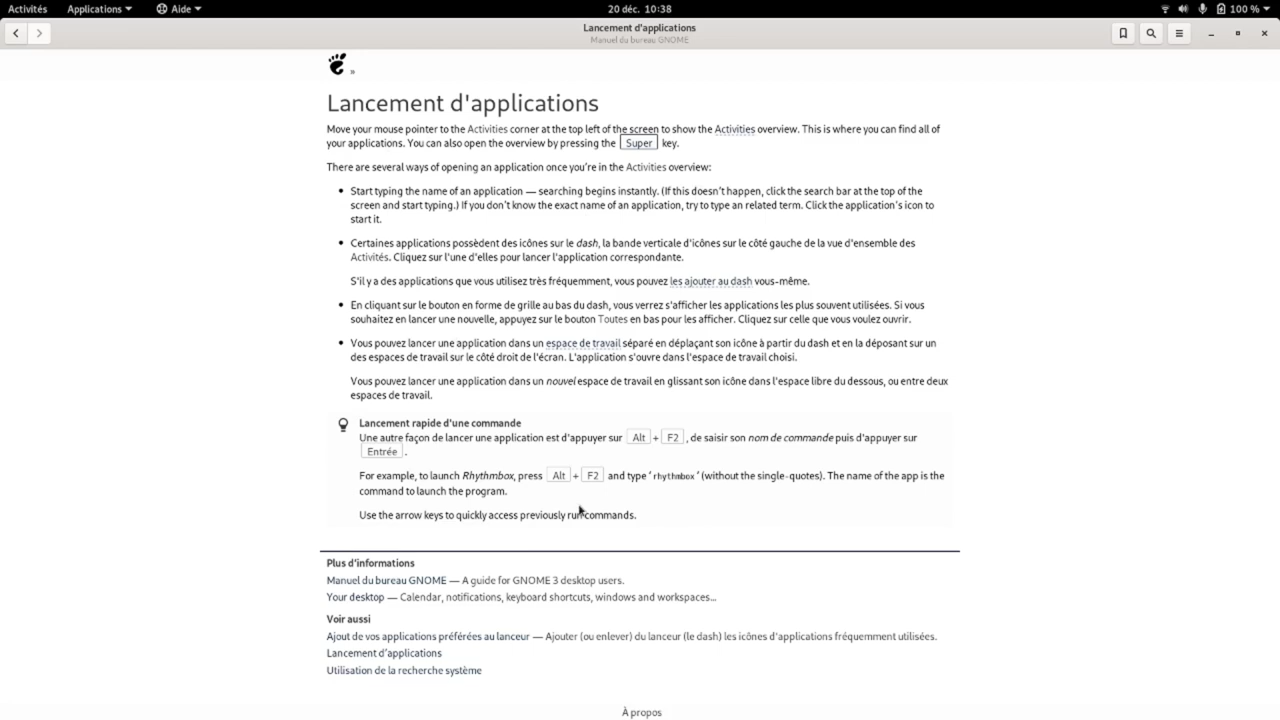 Activités Applications Aide 20 déc. 10:38 100 %
Lancement d'applications
Manuel du bureau GNOME
»
Lancement d'applications
Move your mouse pointer to the Activities corner at the top left of the screen to show the Activities overview. This is where you can find all of
your applications. You can also open the overview by pressing the Super key.
There are several ways of opening an application once you're in the Activities overview:
• Start typing the name of an application — searching begins instantly. (If this doesn't happen, click the search bar at the top of the
screen and start typing.) If you don't know the exact name of an application, try to type an related term. Click the application's icon to
start it.
• Certaines applications possèdent des icônes sur le dash, la bande verticale d'icônes sur le côté gauche de la vue d'ensemble des
Activités. Cliquez sur l'une d'elles pour lancer l'application correspondante.
S'il y a des applications que vous utilisez très fréquemment, vous pouvez les ajouter au dash vous-même.
• En cliquant sur le bouton en forme de grille au bas du dash, vous verrez s'afficher les applications les plus souvent utilisées. Si vous
souhaitez en lancer une nouvelle, appuyez sur le bouton Toutes en bas pour les afficher. Cliquez sur celle que vous voulez ouvrir.
• Vous pouvez lancer une application dans un espace de travail séparé en déplaçant son icône à partir du dash et en la déposant sur un
des espaces de travail sur le côté droit de l'écran. L'application s'ouvre dans l'espace de travail choisi.
Vous pouvez lancer une application dans un nouvel espace de travail en glissant son icône dans l'espace libre du dessous, ou entre deux
espaces de travail.
Lancement rapide d'une commande
Une autre façon de lancer une application est d'appuyer sur Alt + F2 , de saisir son nom de commande puis d'appuyer sur
Entrée .
For example, to launch Rhythmbox, press Alt + F2 and type ‘rhythmbox’ (without the single-quotes). The name of the app is the
command to launch the program.
Use the arrow keys to quickly access previously run commands.
Plus d'informations
Manuel du bureau GNOME — A guide for GNOME 3 desktop users.
Your desktop — Calendar, notifications, keyboard shortcuts, windows and workspaces…
Voir aussi
Ajout de vos applications préférées au lanceur — Ajouter (ou enlever) du lanceur (le dash) les icônes d'applications fréquemment utilisées.
Lancement d'applications
Utilisation de la recherche système
À propos